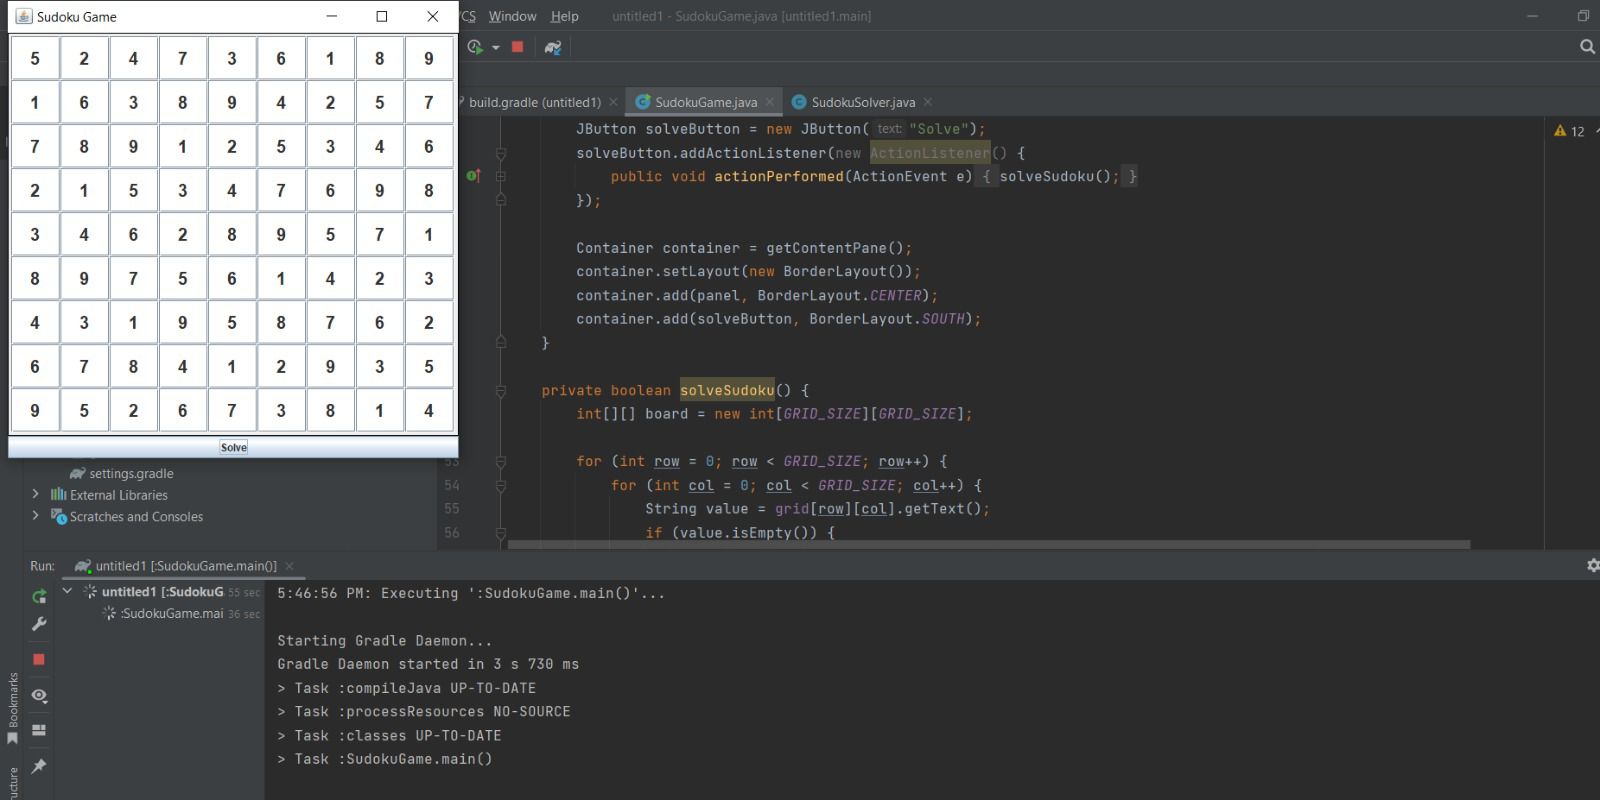 Sudoku Game
5 2 4 7 3 6 1 8 9
1 6 3 8 9 4 2 5 7
7 8 9 1 2 5 3 4 6
2 1 5 3 4 7 6 9 8
3 4 6 2 8 9 5 7 1
8 9 7 5 6 1 4 2 3
4 3 1 9 5 8 7 6 2
6 7 8 4 1 2 9 3 5
9 5 2 6 7 3 8 1 4
Solve
VCS Window Help untitled1 - SudokuGame.java [untitled1.main]
build.gradle (untitled1) SudokuGame.java SudokuSolver.java
12
JButton solveButton = new JButton( text: "Solve");
solveButton.addActionListener(new ActionListener() {
public void actionPerformed(ActionEvent e) { solveSudoku(); }
});
Container container = getContentPane();
container.setLayout(new BorderLayout());
container.add(panel, BorderLayout.CENTER);
container.add(solveButton, BorderLayout.SOUTH);
}
private boolean solveSudoku() {
int[][] board = new int[GRID_SIZE][GRID_SIZE];
53 for (int row = 0; row < GRID_SIZE; row++) {
54 for (int col = 0; col < GRID_SIZE; col++) {
55 String value = grid[row][col].getText();
56 if (value.isEmpty()) {
settings.gradle
External Libraries
Scratches and Consoles
Run: untitled1 [:SudokuGame.main()]
untitled1 [:SudokuG 55 sec
:SudokuGame.mai 36 sec
5:46:56 PM: Executing ':SudokuGame.main()'...
Starting Gradle Daemon...
Gradle Daemon started in 3 s 730 ms
> Task :compileJava UP-TO-DATE
> Task :processResources NO-SOURCE
> Task :classes UP-TO-DATE
> Task :SudokuGame.main()
Bookmarks
ucture